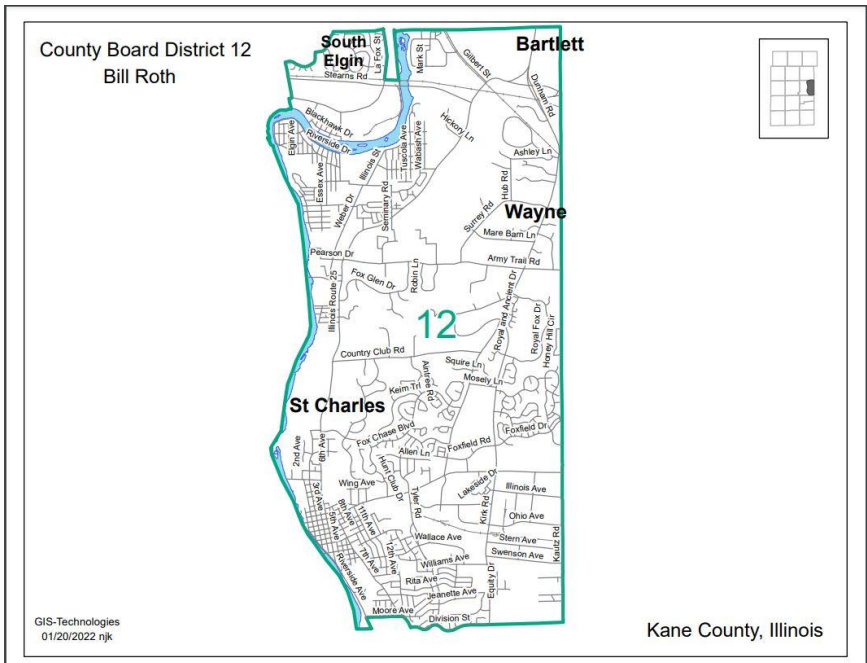 County Board District 12
Bill Roth
South
Elgin
La Fox St
Mark St
Gilbert St
Bartlett
Stearns Rd
Dunham Rd
Blackhawk Dr
Riverside Dr
Elgin Ave
Hickory Ln
Illinois St
Tuscola Ave
Wabash Ave
Ashley Ln
Essex Ave
Seminary Rd
Hub Rd
Weber Dr
Surrey Rd
Wayne
Mare Barn Ln
Pearson Dr
Army Trail Rd
Fox Glen Dr
Robin Ln
Illinois Route 25
Royal and Ancient Dr
12
Royal Fox Dr
Honey Hill Cir
Country Club Rd
Squire Ln
Aintree Rd
Mosely Ln
Keim Trl
St Charles
Fox Chase Blvd
Foxfield Dr
2nd Ave
6th Ave
Allen Ln
Foxfield Rd
Hunt Club Dr
Lakeside Dr
Wing Ave
Illinois Ave
3rd Ave
Tyler Rd
Kirk Rd
8th Ave
11th Ave
5th Ave
Ohio Ave
Kautz Rd
Wallace Ave
Stern Ave
12th Ave
7th Ave
Swenson Ave
Williams Ave
Riverside Ave
Rita Ave
Equity Dr
Jeanette Ave
Moore Ave
Division St
GIS-Technologies
01/20/2022 njk
Kane County, Illinois